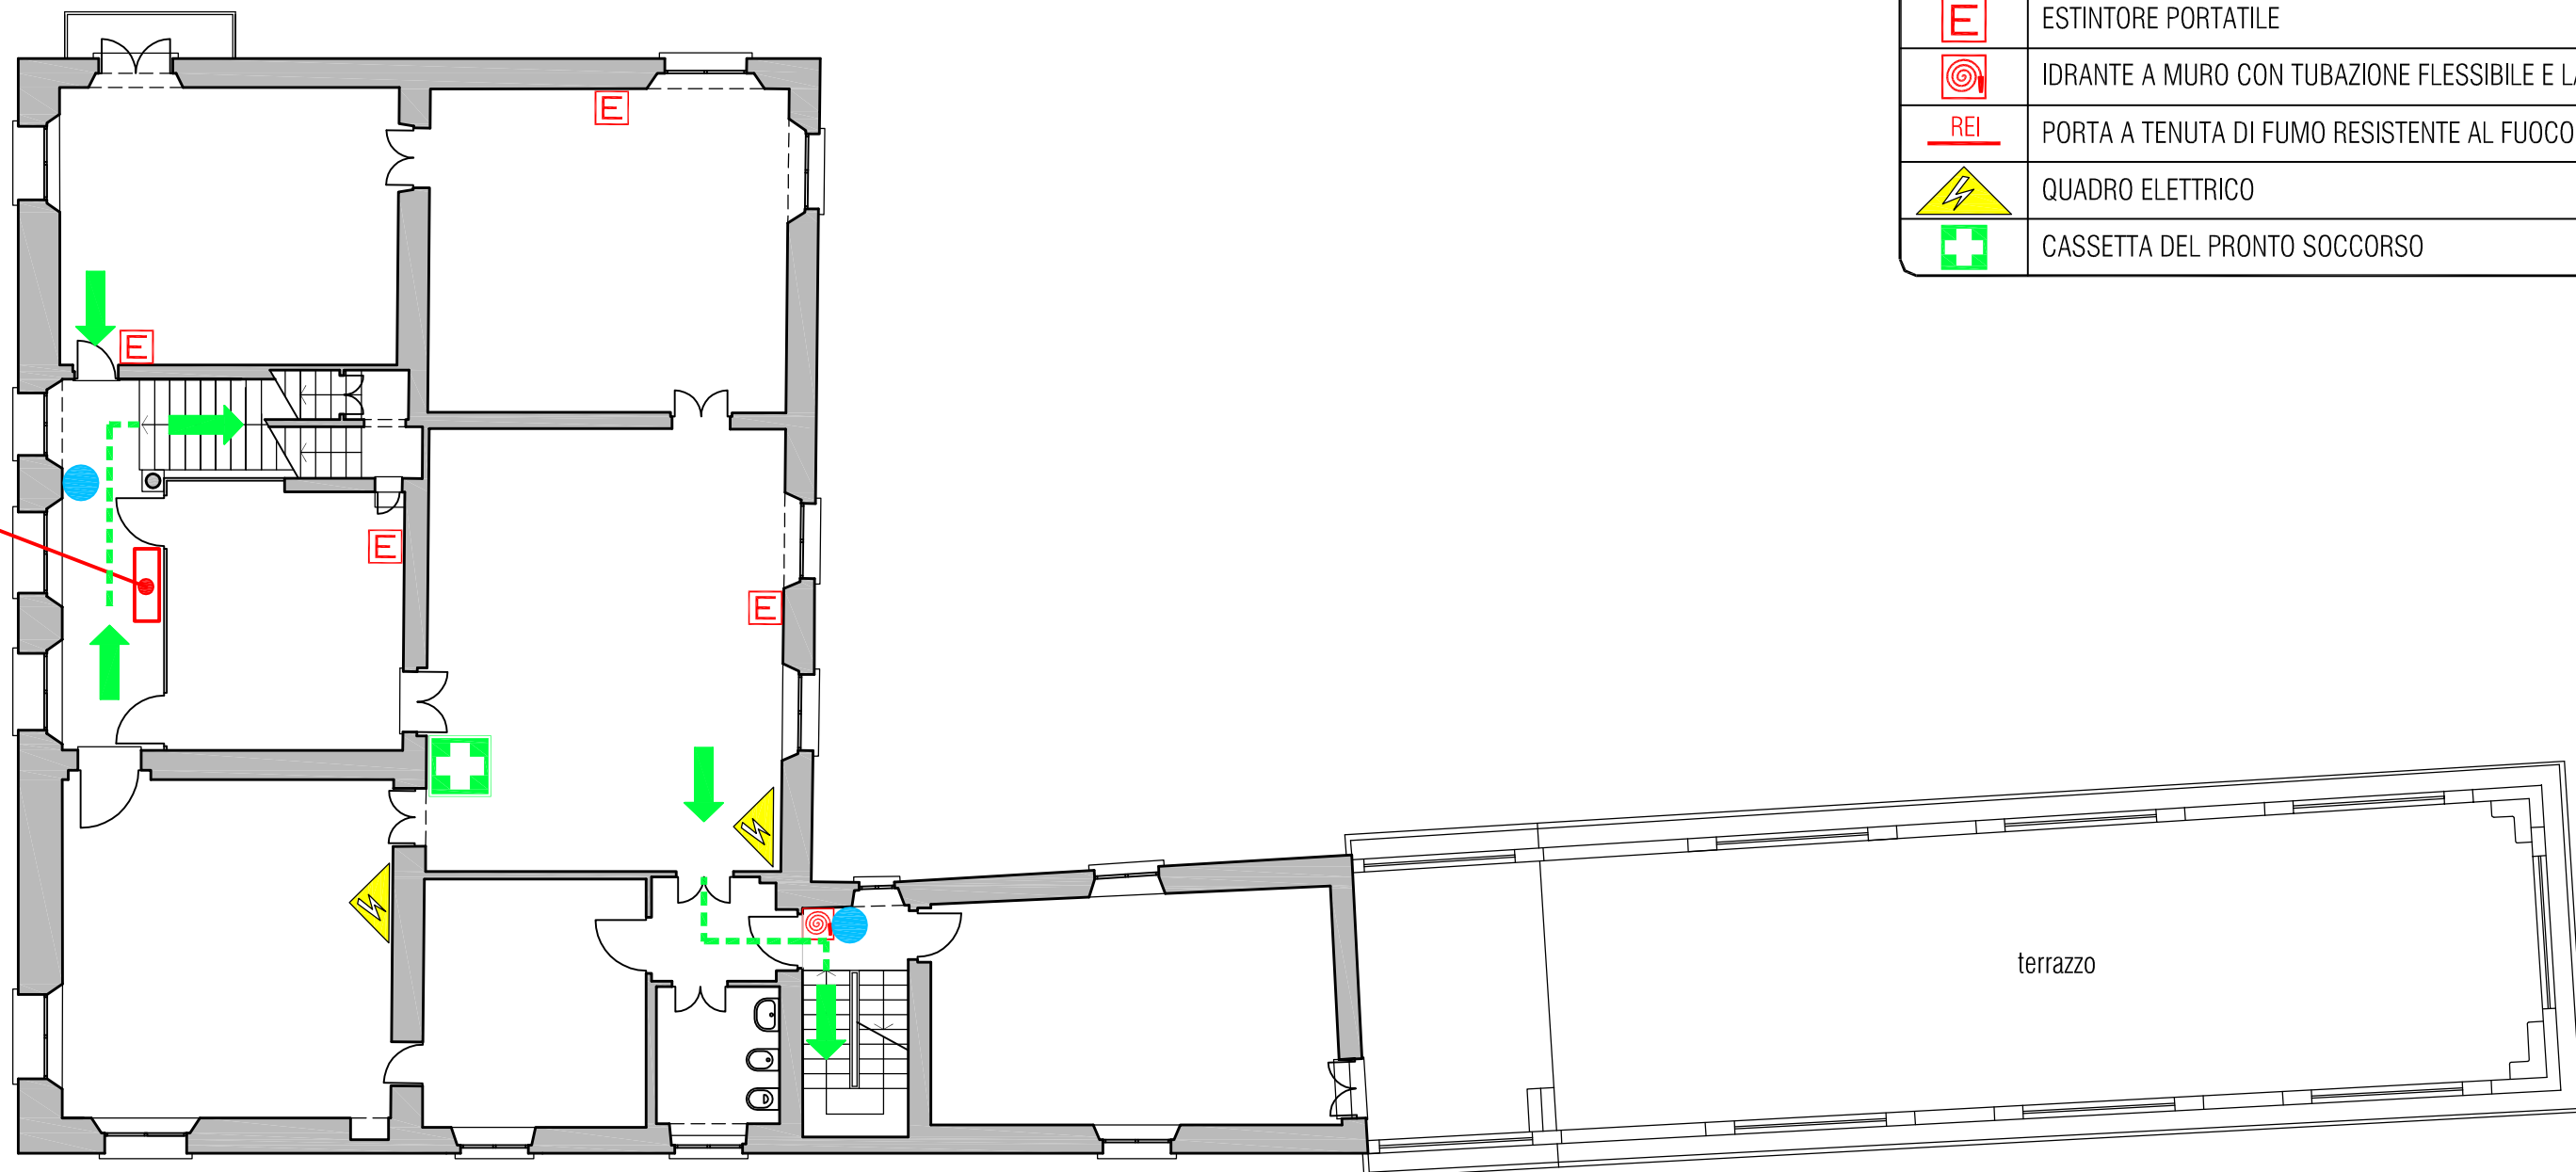 E ESTINTORE PORTATILE
IDRANTE A MURO CON TUBAZIONE FLESSIBILE E
REI PORTA A TENUTA DI FUMO RESISTENTE AL FUOCO
QUADRO ELETTRICO
CASSETTA DEL PRONTO SOCCORSO
E
E
E
E
terrazzo